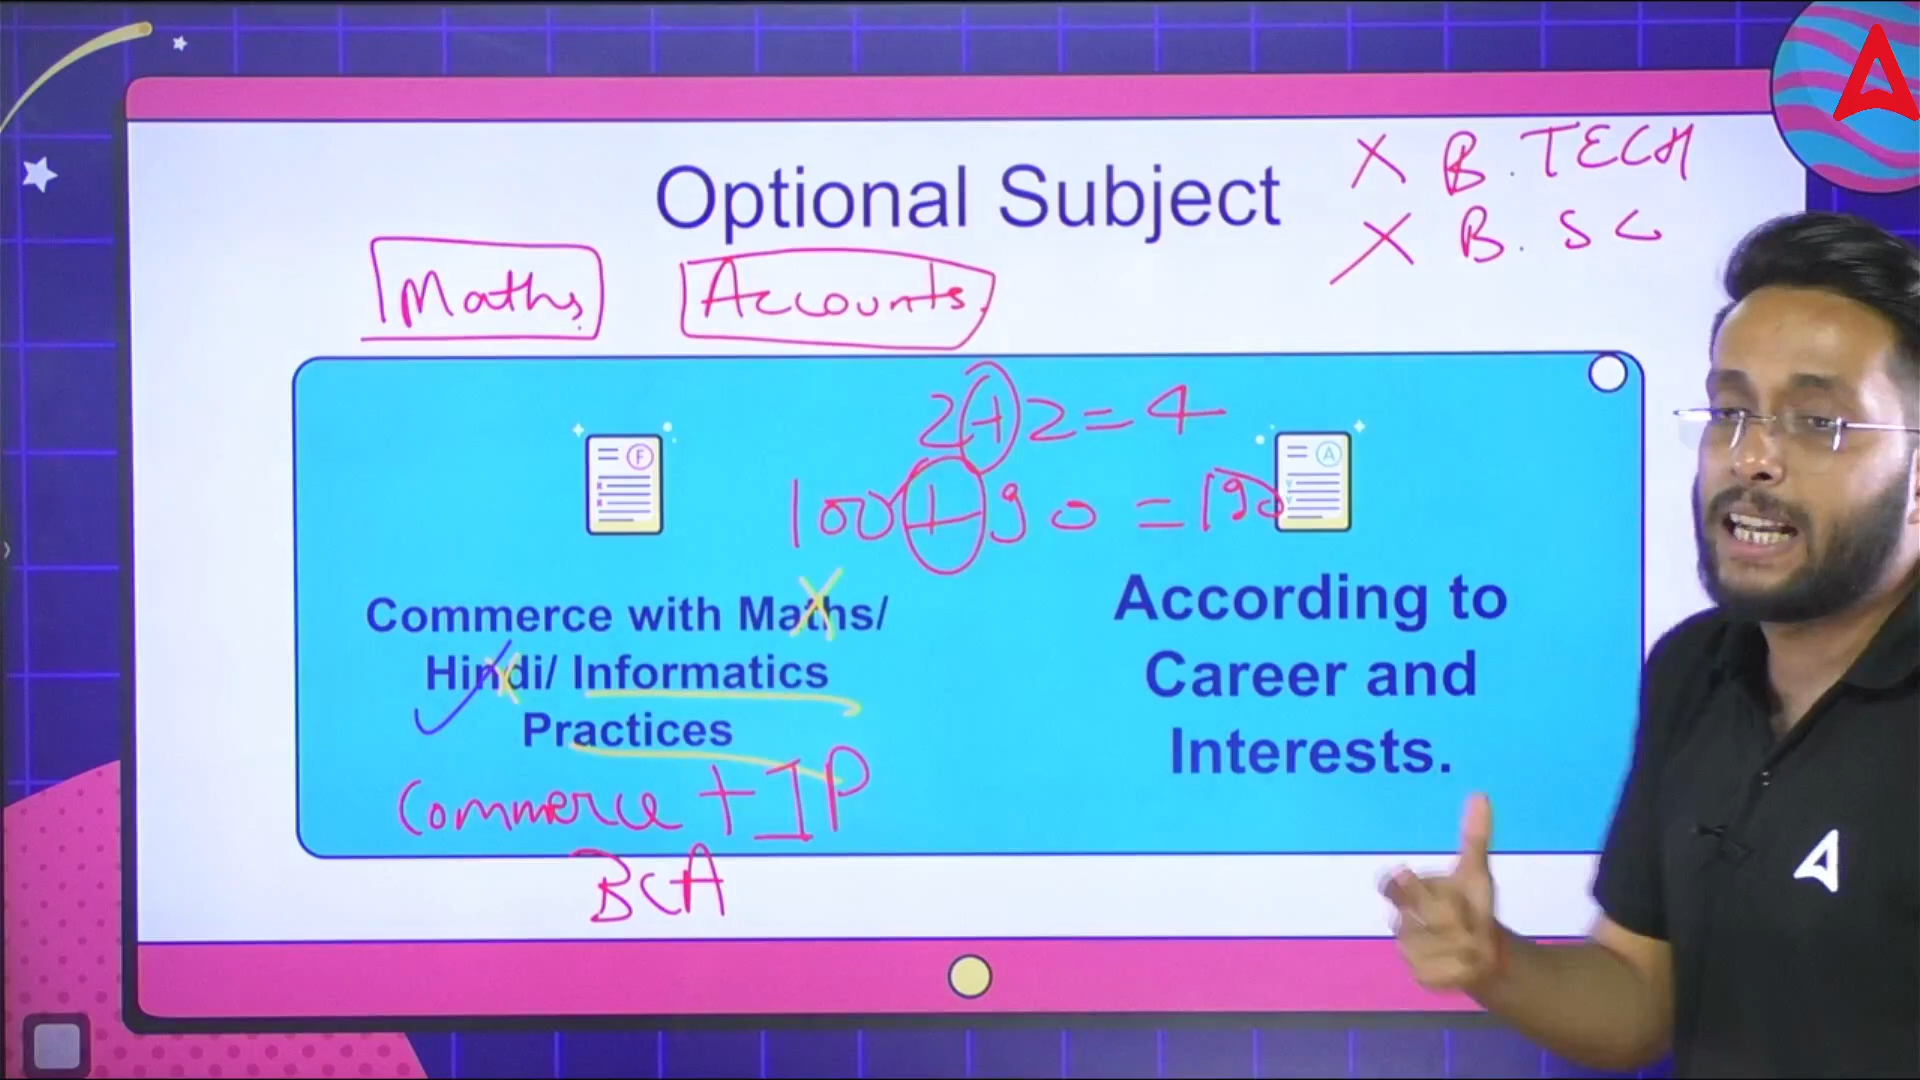 X B. TECH
Optional Subject
X B. SC
Maths
Accounts
2+2=4
F
A
100+90=190
Commerce with Maths/
Hindi/ Informatics
Practices
According to
Career and
Interests.
Commerce + IP
BCA